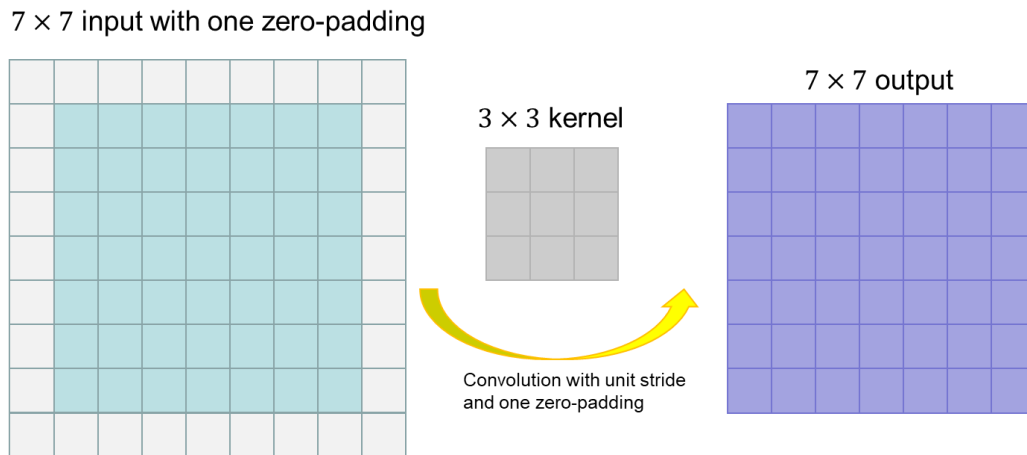 7 × 7 input with one zero-padding
3 × 3 kernel
7 × 7 output
Convolution with unit stride
and one zero-padding